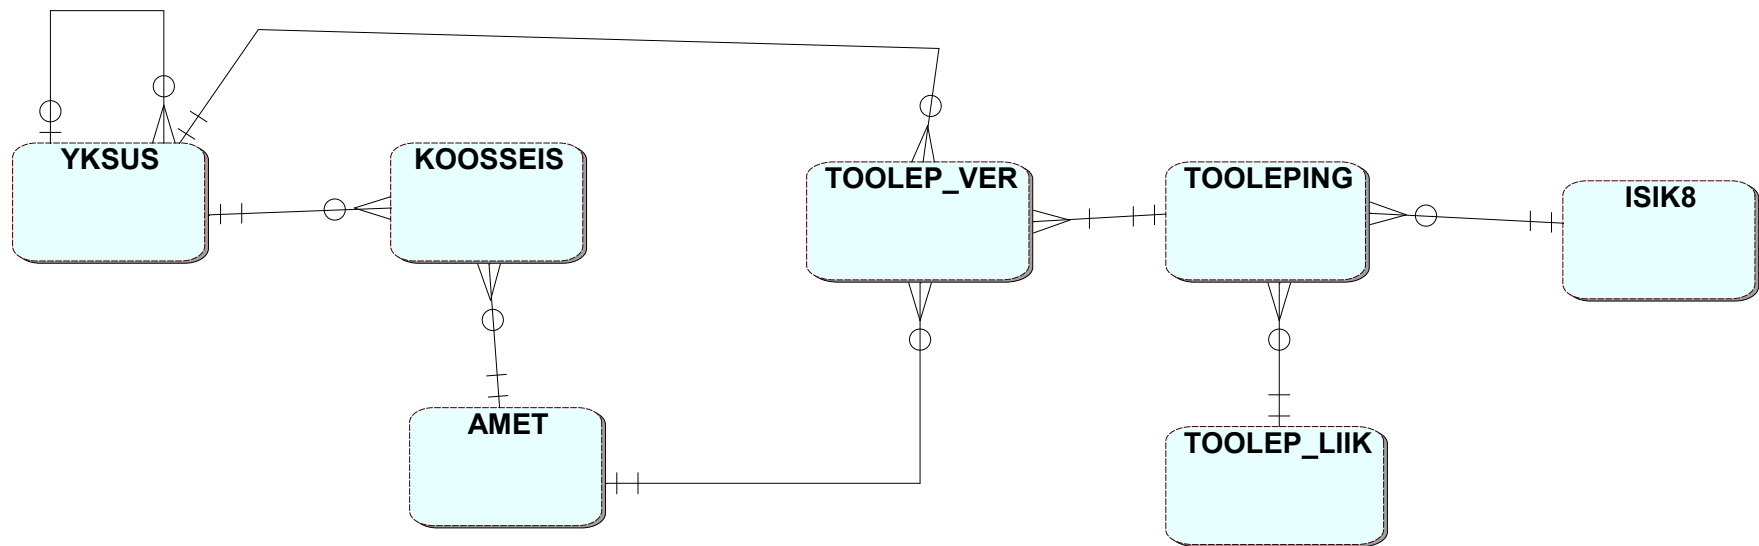 YKSUS
KOOSSEIS
TOOLEP_VER
TOOLEPING
ISIK8
AMET
TOOLEP_LIIK